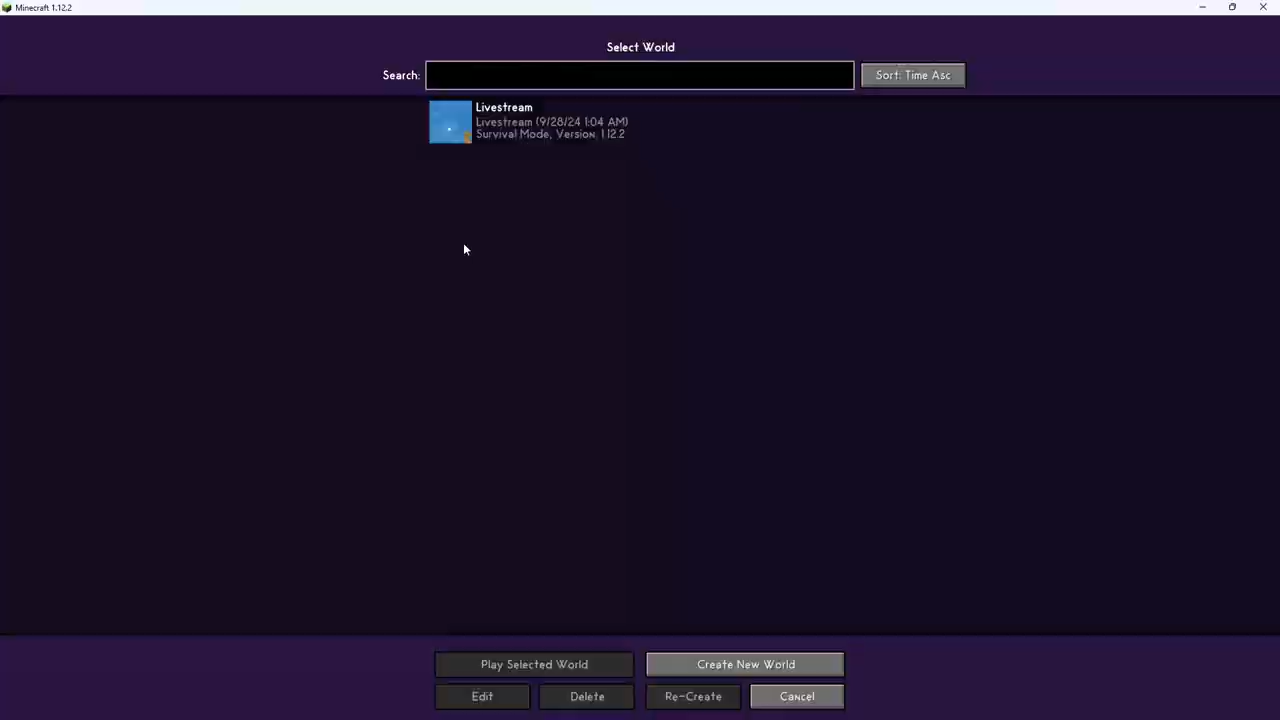 Minecraft 1.12.2
Select World
Search:
Sort: Time Asc
Livestream
Livestream (9/28/24 1:04 AM)
Survival Mode, Version: 1.12.2
Play Selected World
Create New World
Edit
Delete
Re-Create
Cancel